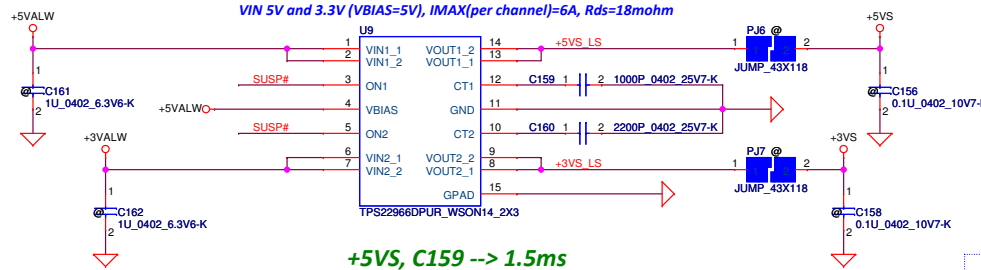 VIN 5V and 3.3V (VBIAS=5V), IMAX(per channel)=6A, Rds=18mohm
+5VALW
U9
+5VS
1 VIN1_1 VOUT1_2 14 +5VS_LS
2 VIN1_2 VOUT1_1 13
PJ6 @
1 1 2 2
JUMP_43X118
SUSP# 3 ON1 CT1 12 C159 1 2 1000P_0402_25V7-K
1
@ C161
1U_0402_6.3V6-K
2
+5VALW 4 VBIAS GND 11
1
@ C156
0.1U_0402_10V7-K
2
SUSP# 5 ON2 CT2 10 C160 1 2 2200P_0402_25V7-K
+3VALW
+3VS
6 VIN2_1 VOUT2_2 9
7 VIN2_2 VOUT2_1 8 +3VS_LS
PJ7 @
1 1 2 2
JUMP_43X118
GPAD 15
TPS22966DPUR_WSON14_2X3
1
@ C162
1U_0402_6.3V6-K
2
1
@ C158
0.1U_0402_10V7-K
2
+5VS, C159 --> 1.5ms